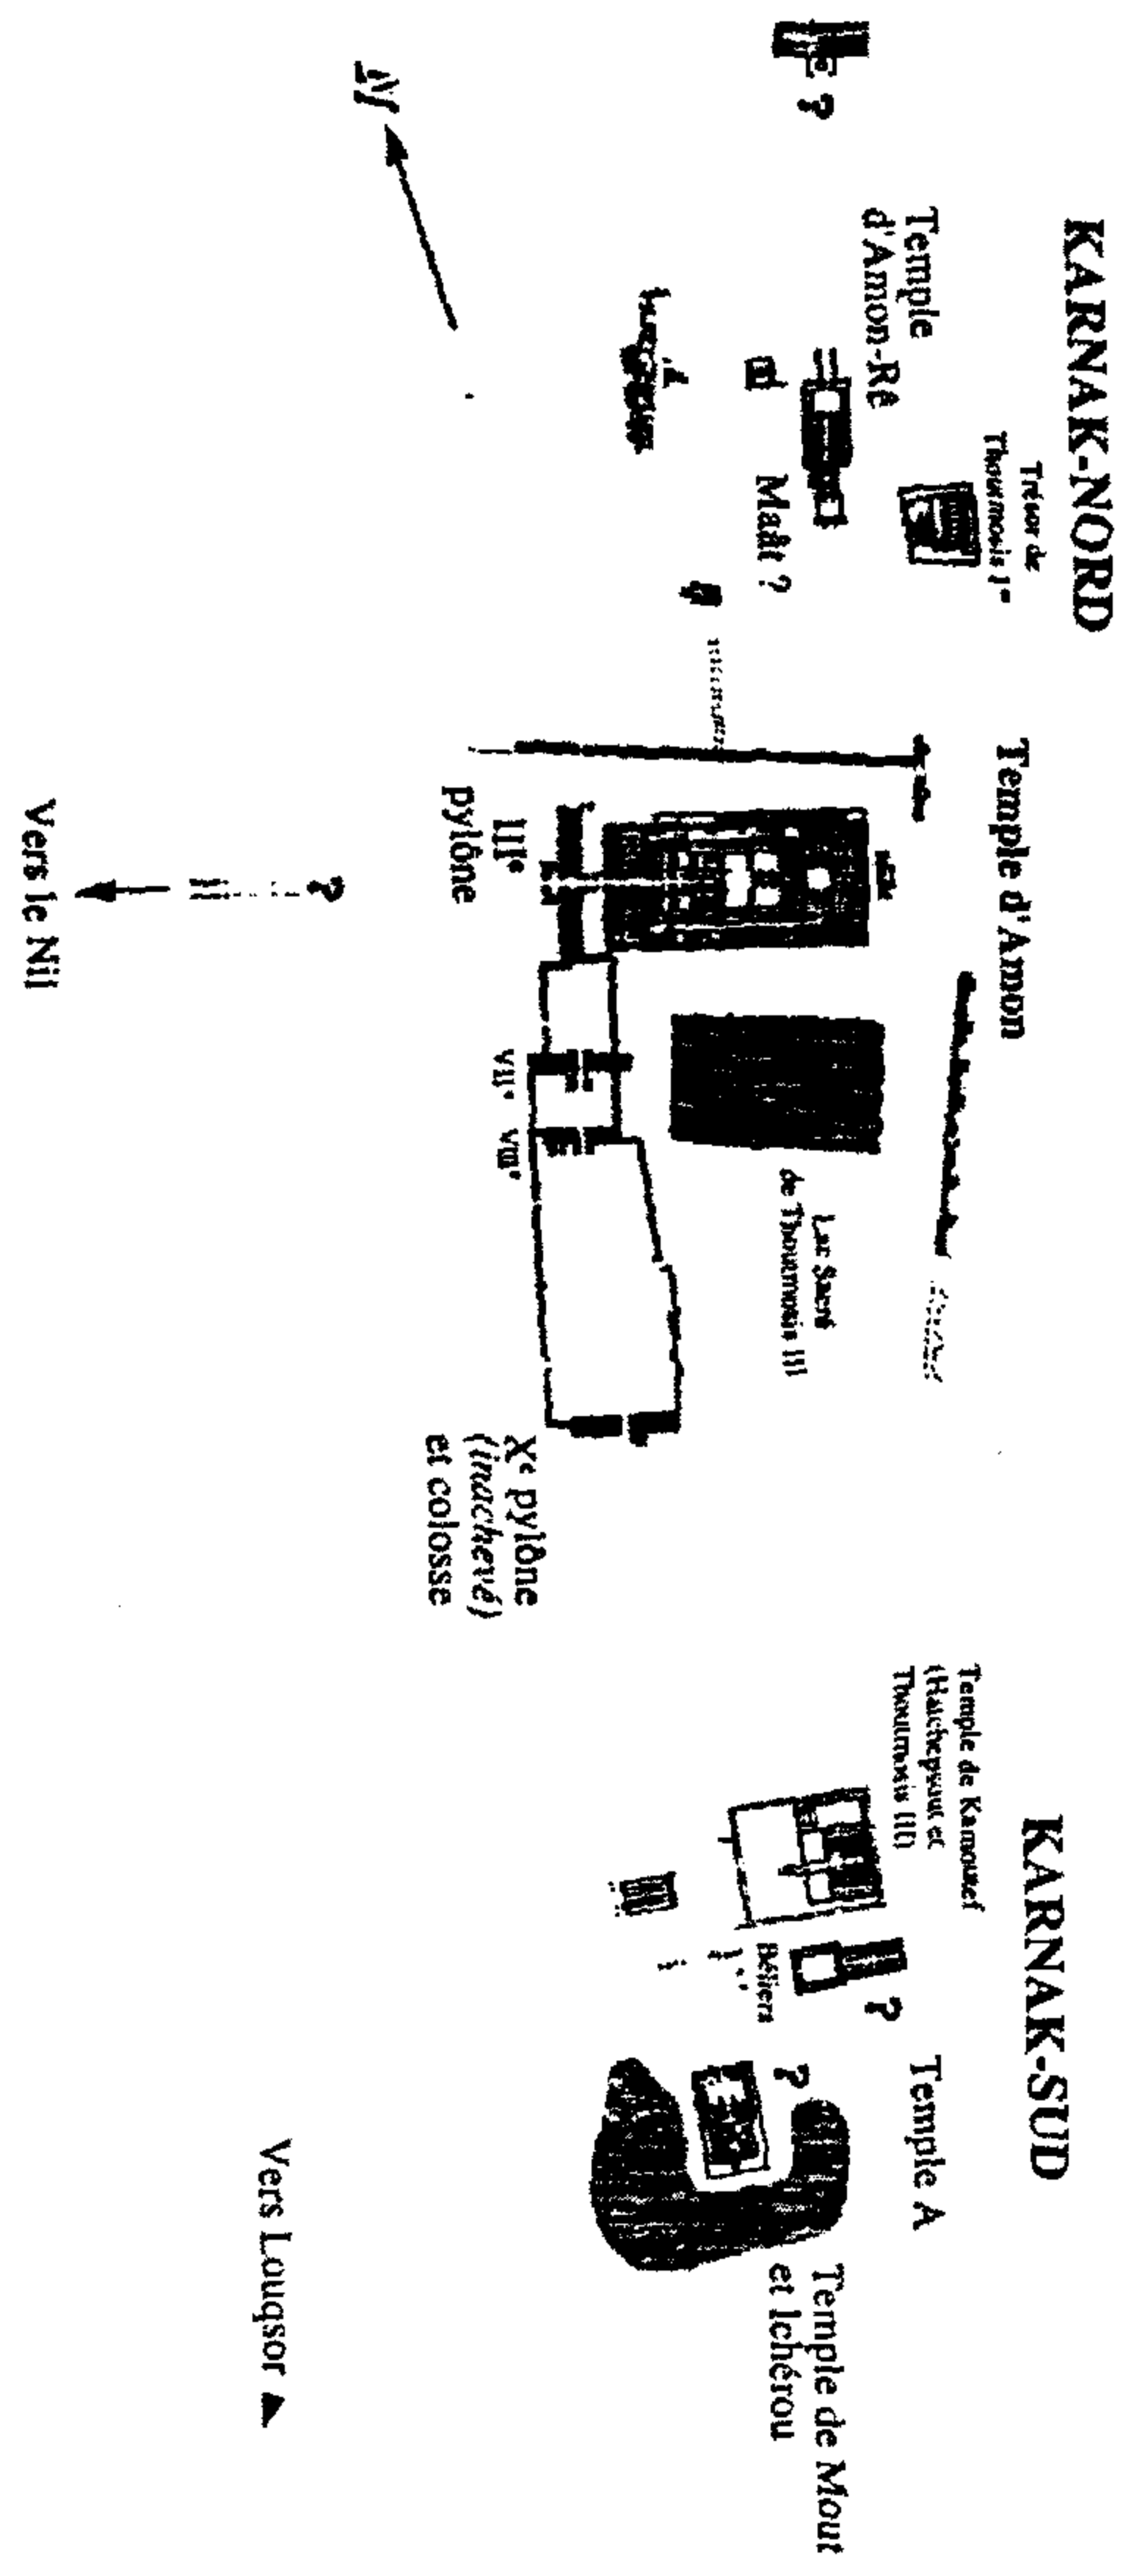 KARNAK-NORD
?
Temple
d'Amon-Rê
Trésor de
Thoutmosis Iᵉʳ
Maât ?
N
Temple d'Amon
IIIᵉ
pylône
?
Vers le Nil
VIIᵉ
VIIIᵉ
Lac Sacré
de Thoutmosis III
Xᵉ pylône
(inachevé)
et colosse
KARNAK-SUD
Temple de Kamoutef
(Hatchepsout et
Thoutmosis III)
Béliers
?
Temple A
?
Temple de Mout
et Ichérou
Vers Louqsor